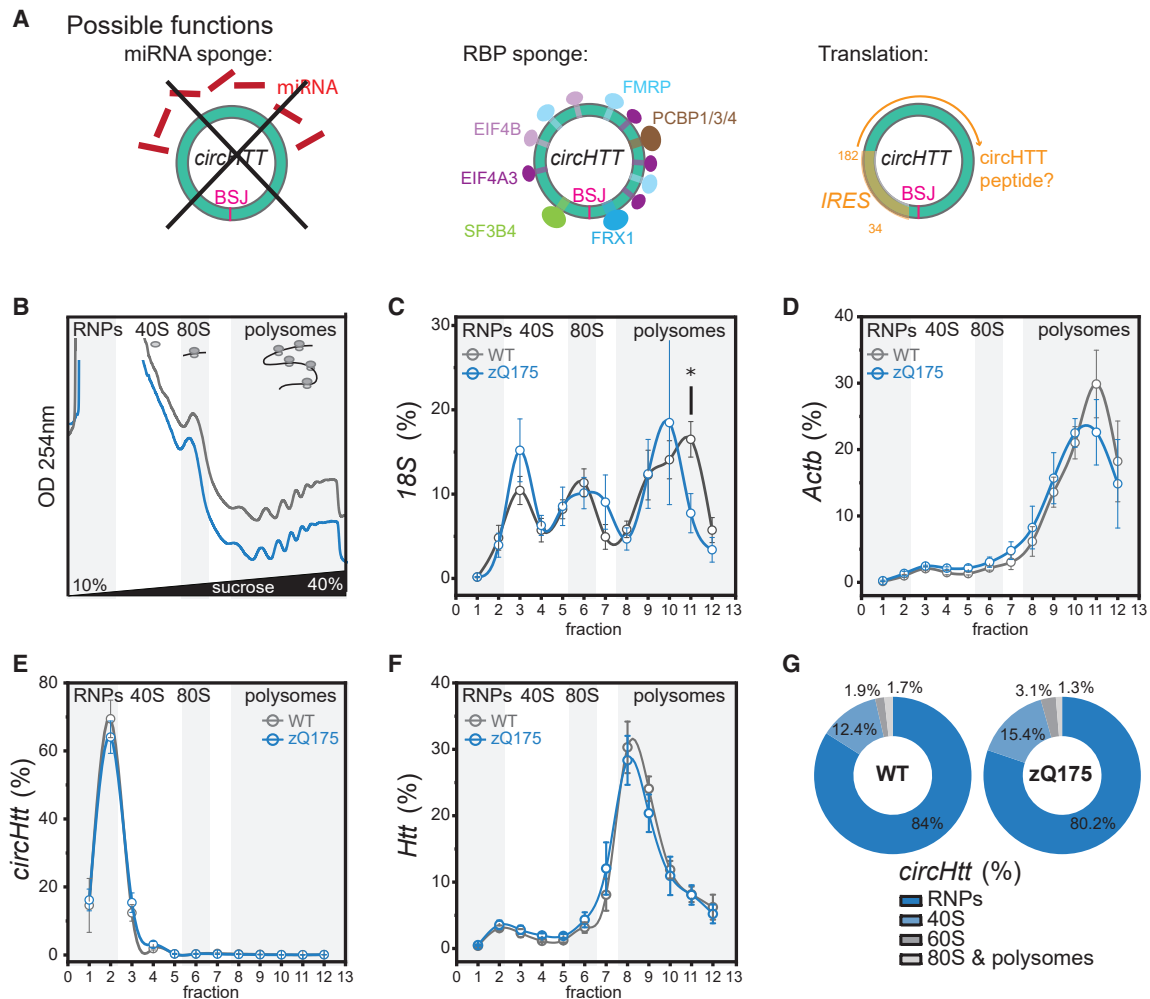 A
Possible functions
miRNA sponge:
RBP sponge:
Translation:
miRNA
circHTT
BSJ
FMRP
PCBP1/3/4
EIF4B
circHTT
EIF4A3
BSJ
SF3B4
FRX1
182
circHTT
circHTT
peptide?
IRES
BSJ
34
B
RNPs 40S 80S polysomes
OD 254nm
10% sucrose 40%
C
RNPs 40S 80S polysomes
WT
zQ175
*
18S (%)
30
20
10
0
0 1 2 3 4 5 6 7 8 9 10 11 12 13
fraction
D
RNPs 40S 80S polysomes
WT
zQ175
Actb (%)
40
30
20
10
0
0 1 2 3 4 5 6 7 8 9 10 11 12 13
fraction
E
RNPs 40S 80S polysomes
WT
zQ175
circHtt (%)
80
60
40
20
0
0 1 2 3 4 5 6 7 8 9 10 11 12 13
fraction
F
RNPs 40S 80S polysomes
WT
zQ175
Htt (%)
40
30
20
10
0
0 1 2 3 4 5 6 7 8 9 10 11 12 13
fraction
G
1.9% 1.7%
12.4%
WT
84%
3.1% 1.3%
15.4%
zQ175
80.2%
circHtt (%)
RNPs
40S
60S
80S & polysomes